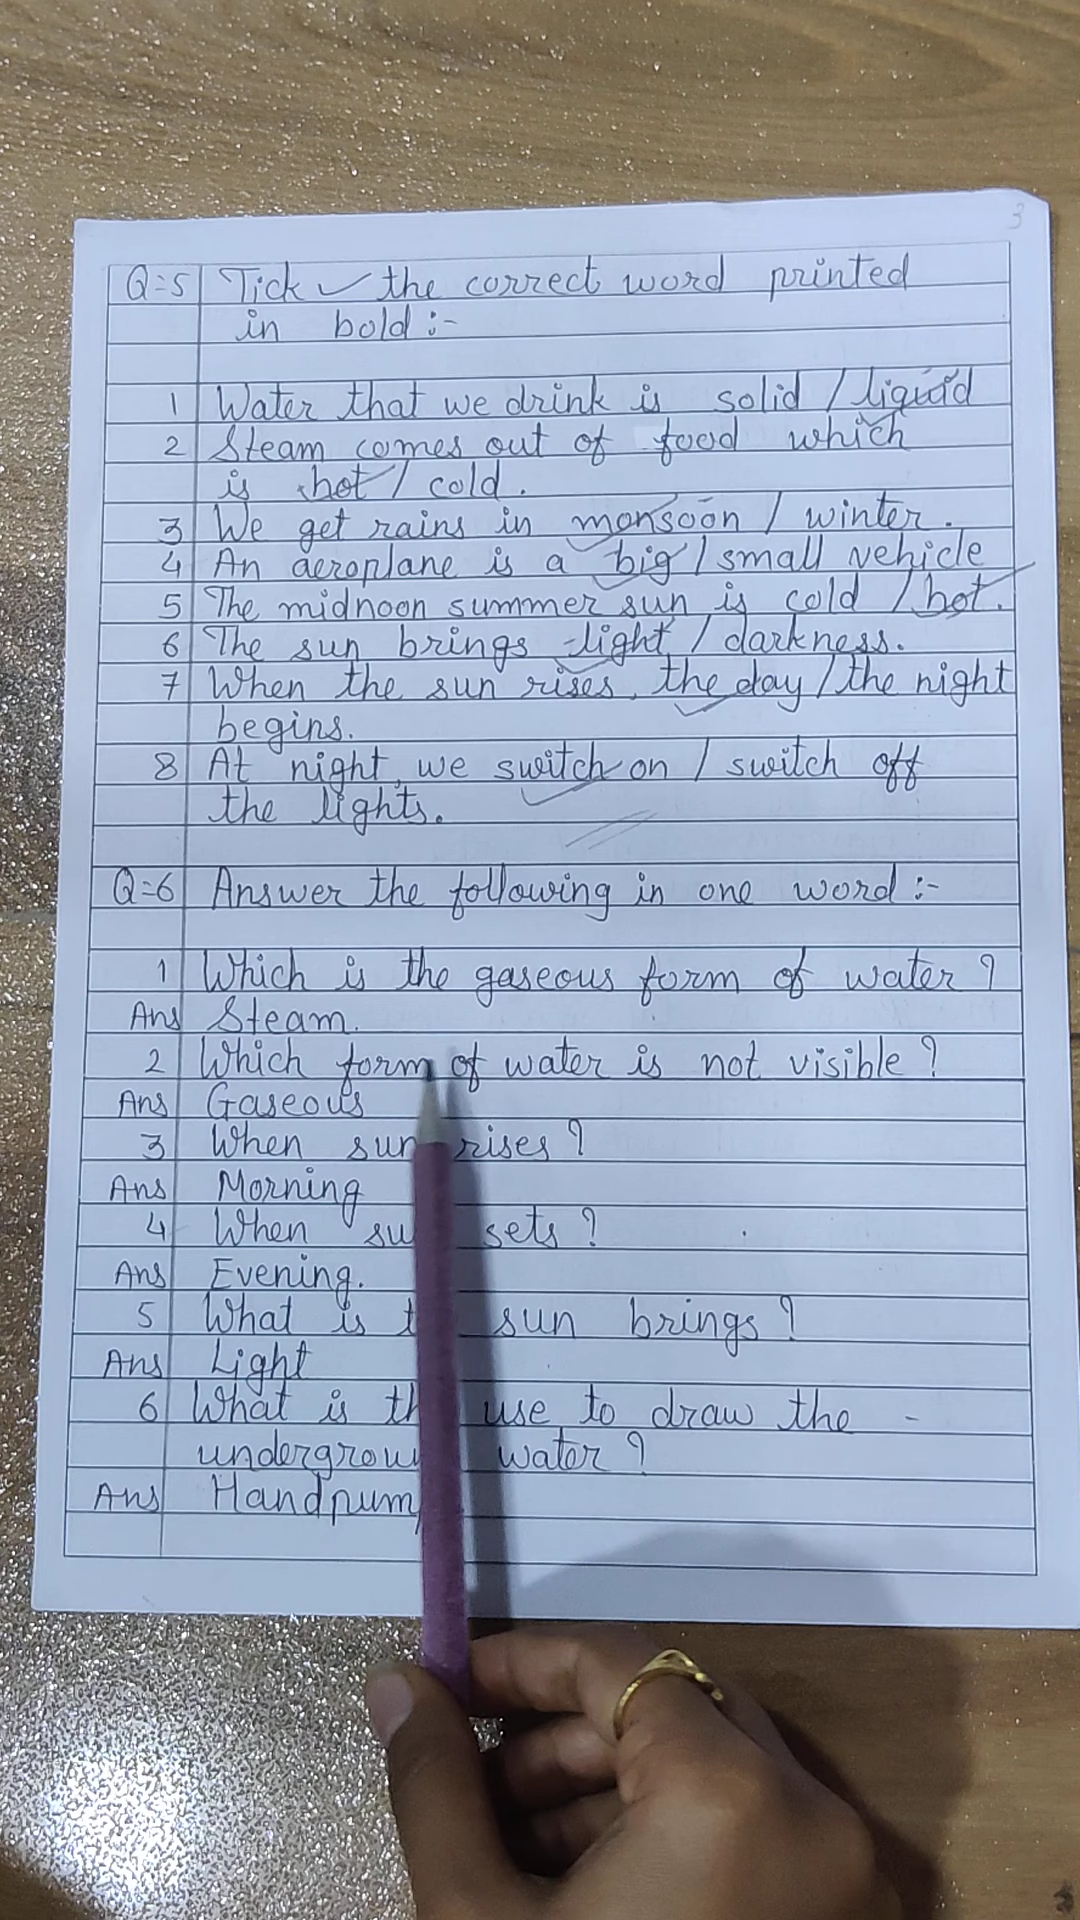 3
Q=5 Tick ✓ the correct word printed
in bold :-
1 Water that we drink is solid / liquid
2 Steam comes out of food which
is hot / cold.
3 We get rains in monsoon / winter.
4 An aeroplane is a big / small vehicle
5 The midnoon summer sun is cold / hot.
6 The sun brings light / darkness.
7 When the sun rises, the day / the night
begins.
8 At night, we switch on / switch off
the lights.
Q=6 Answer the following in one word :-
1 Which is the gaseous form of water ?
Ans Steam.
2 Which form of water is not visible ?
Ans Gaseous
3 When sun rises ?
Ans Morning
4 When sets ?
Ans Evening.
5 What is sun brings ?
Ans Light
6 What is use to draw the -
water ?
Ans